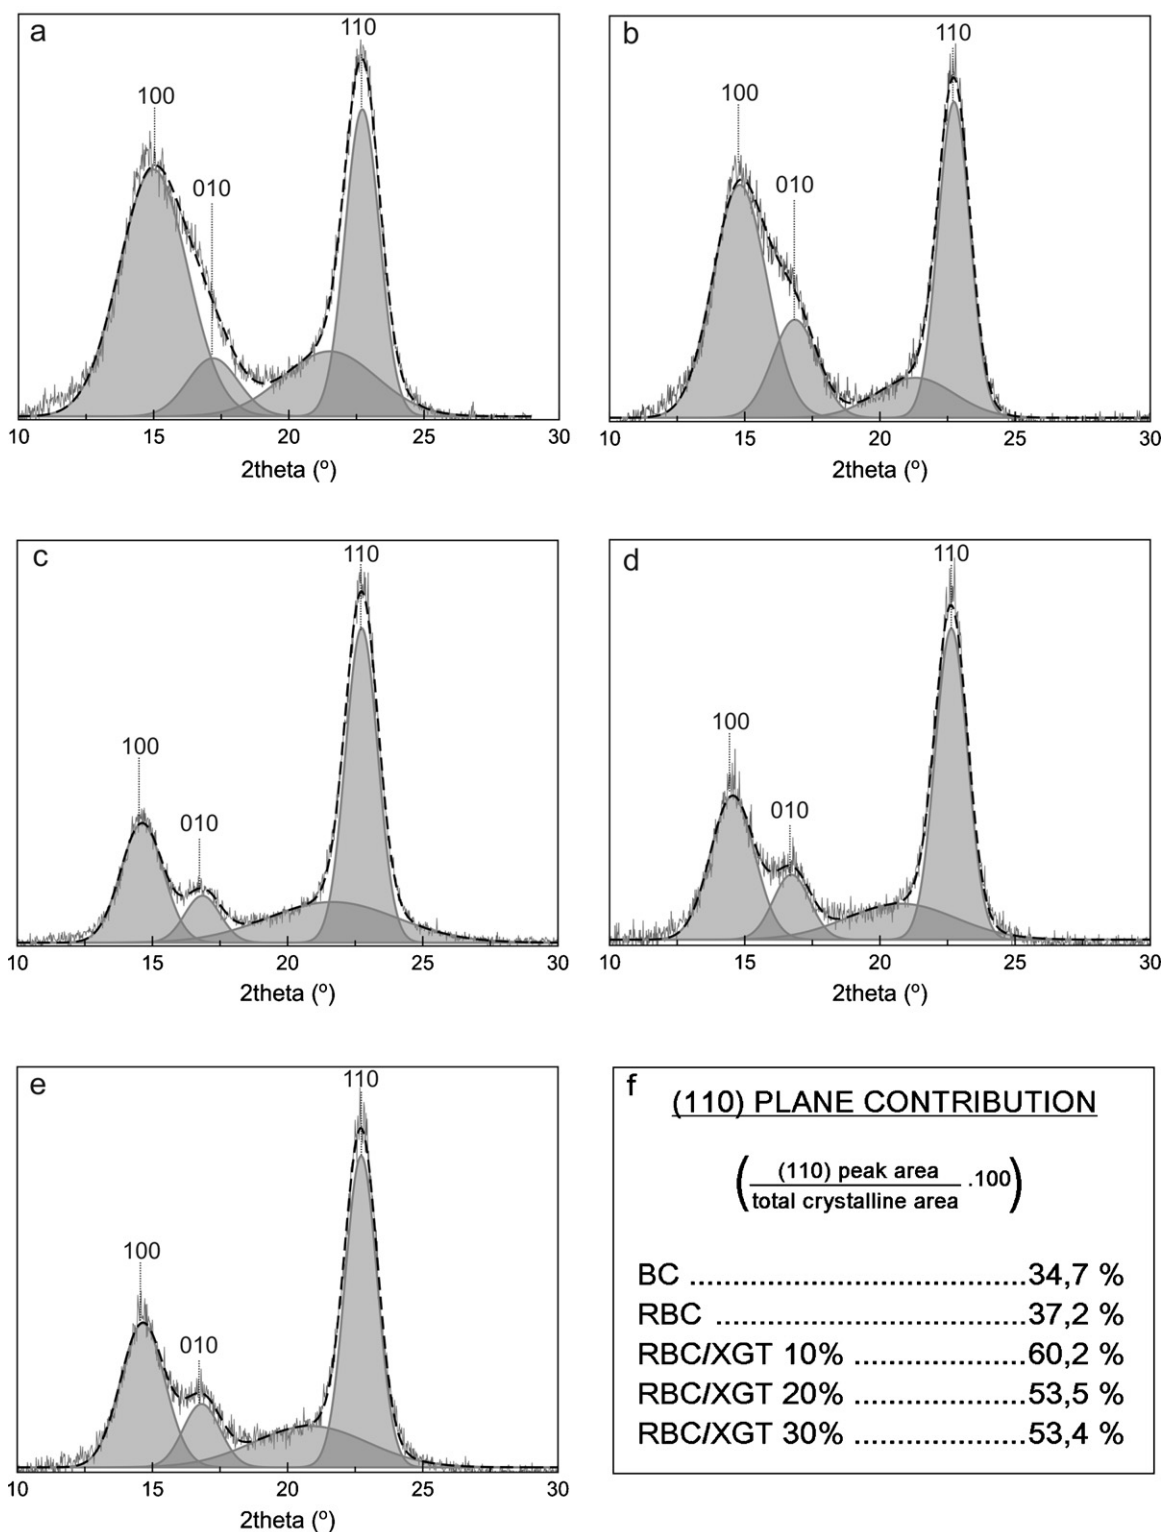 a
100
010
110
10 15 20 25 30
2theta (º)
b
100
010
110
10 15 20 25 30
2theta (º)
c
100
010
110
10 15 20 25 30
2theta (º)
d
100
010
110
10 15 20 25 30
2theta (º)
e
100
010
110
10 15 20 25 30
2theta (º)
f
(110) PLANE CONTRIBUTION
(110) peak area
( / .100)
total crystalline area
BC ....................................34,7 %
RBC .................................37,2 %
RBC/XGT 10% ..................60,2 %
RBC/XGT 20% ..................53,5 %
RBC/XGT 30% ..................53,4 %